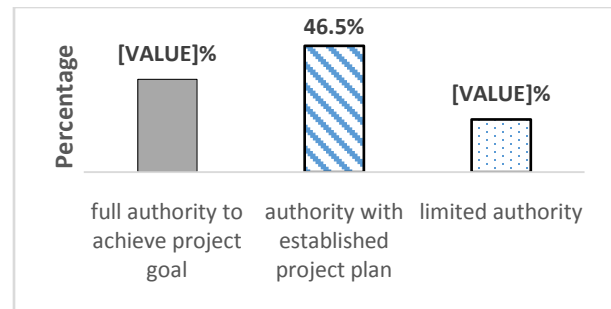 46.5%
[VALUE]%
[VALUE]%
Percentage
full authority to
achieve project
goal
authority with
established
project plan
limited authority